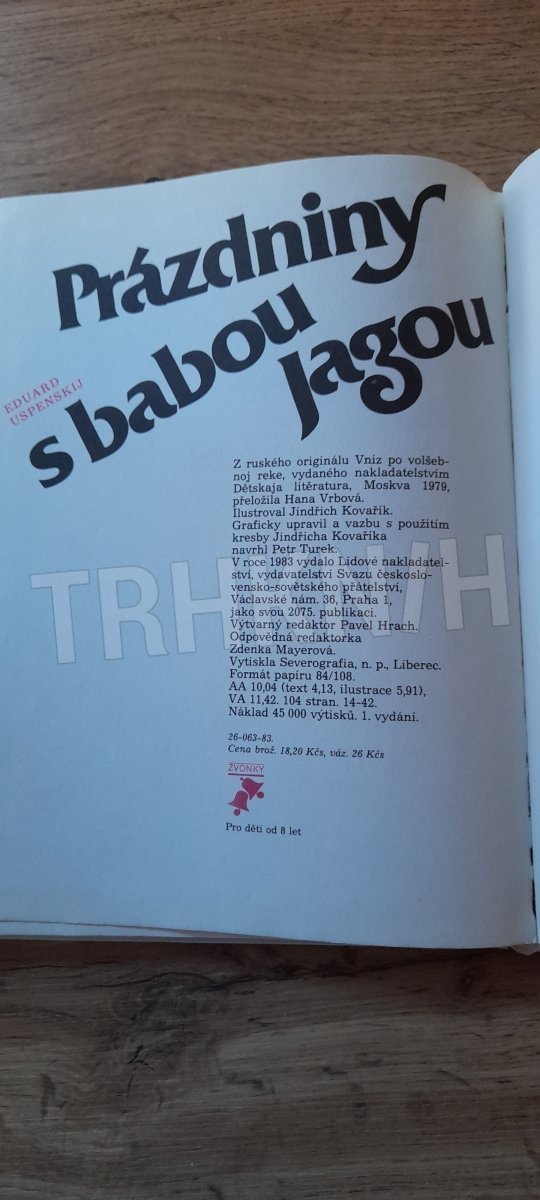 Prázdniny
s babou
Jagou
EDUARD
USPENSKIJ
Z ruského originálu Vniz po volšeb-
noj reke, vydaného nakladatelstvím
Dětskaja litěratura, Moskva 1979,
přeložila Hana Vrbová.
Ilustroval Jindřich Kovařík.
Graficky upravil a vazbu s použitím
kresby Jindřicha Kovaříka
navrhl Petr Turek.
V roce 1983 vydalo Lidové nakladatel-
ství, vydavatelství Svazu českoslo-
vensko-sovětského přátelství,
Václavské nám. 36, Praha 1,
jako svou 2075. publikaci.
Výtvarný redaktor Pavel Hrach.
Odpovědná redaktorka
Zdenka Mayerová.
Vytiskla Severografia, n. p., Liberec.
Formát papíru 84/108.
AA 10,04 (text 4,13, ilustrace 5,91),
VA 11,42. 104 stran. 14-42.
Náklad 45 000 výtisků. 1. vydání.
26-063-83.
Cena brož. 18,20 Kčs, váz. 26 Kčs
ZVONKY
Pro děti od 8 let